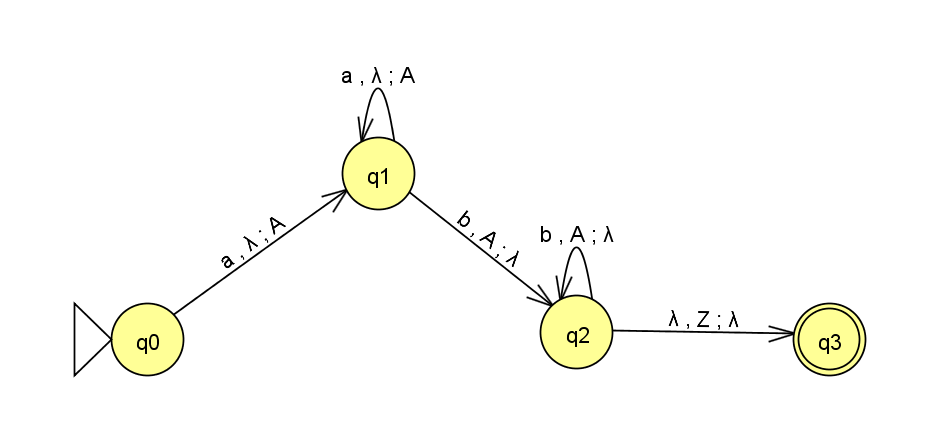 a , λ ; A
q1
a , λ ; A
b , A ; λ
b , A ; λ
q0
q2
λ , Z ; λ
q3